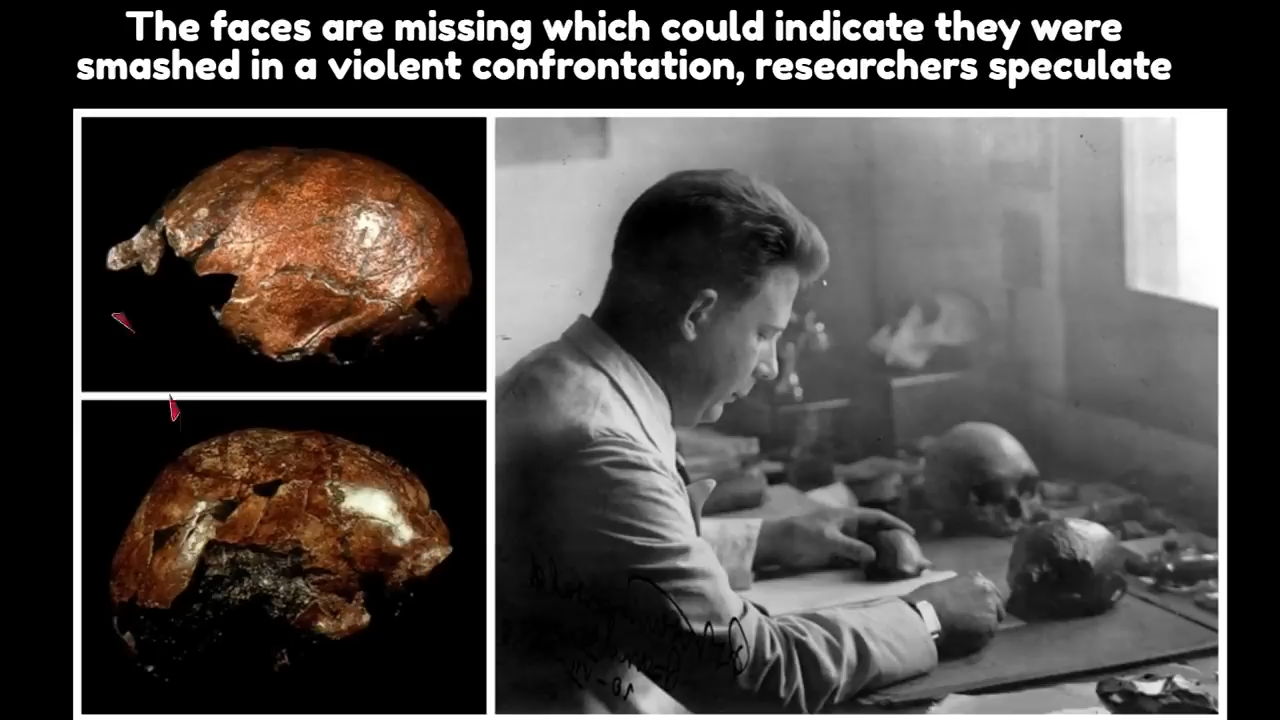 The faces are missing which could indicate they were
smashed in a violent confrontation, researchers speculate